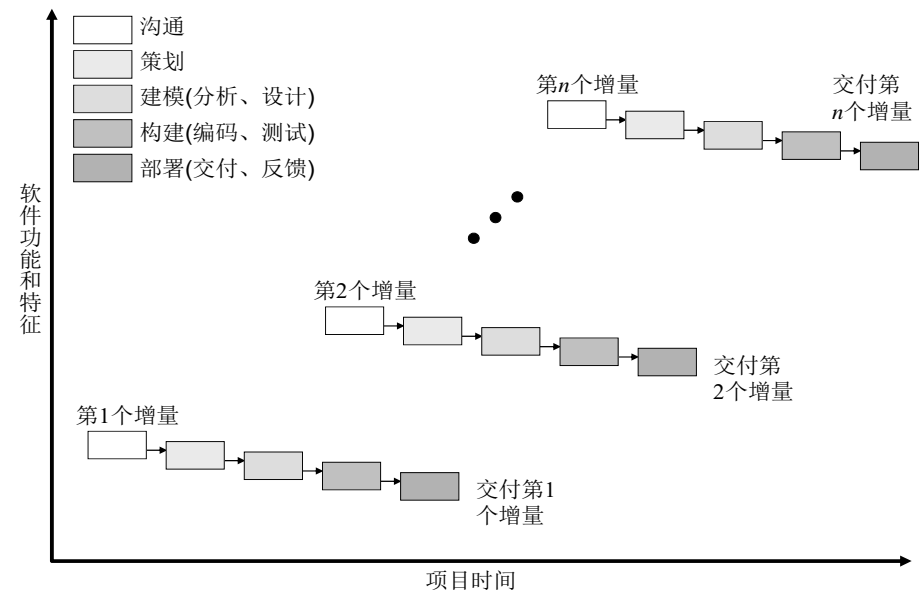 沟通
策划
建模(分析、设计)
构建(编码、测试)
部署(交付、反馈)
软件功能和特征
第n个增量
交付第
n个增量
第2个增量
交付第
2个增量
第1个增量
交付第1
个增量
项目时间